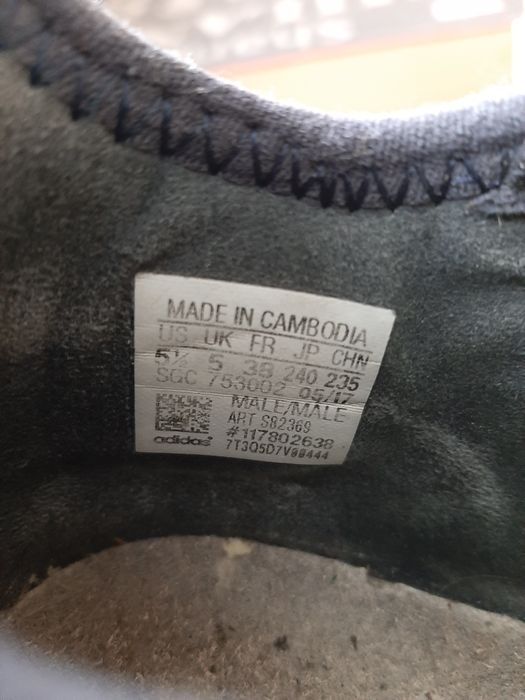 MADE IN CAMBODIA
US UK FR JP CHN
5½ 5 38 240 235
SGC 753002 05/17
MALE/MALE
ART S82369
#117802638
adidas
7T3Q5D7V99444